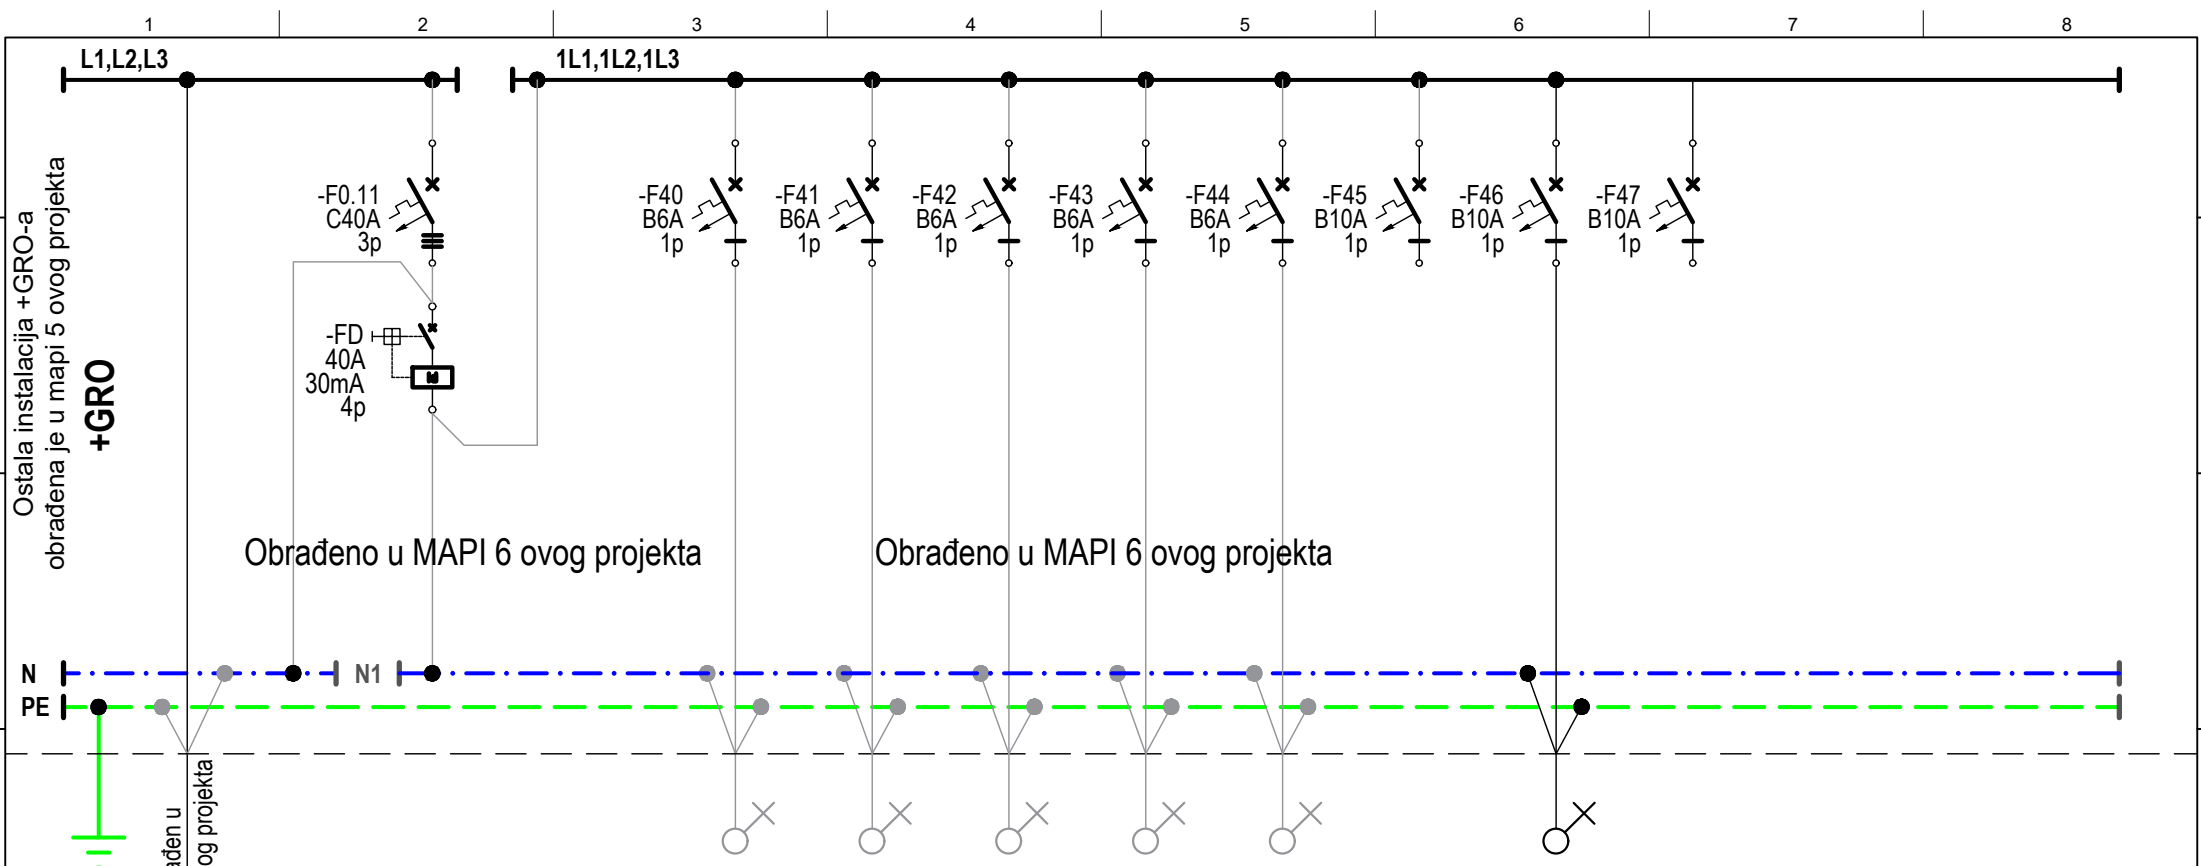 1 2 3 4 5 6 7 8
L1,L2,L3
1L1,1L2,1L3
Ostala instalacija +GRO-a
obrađena je u mapi 5 ovog projekta
+GRO
-F0.11
C40A
3p
-FD
40A
30mA
4p
-F40
B6A
1p
-F41
B6A
1p
-F42
B6A
1p
-F43
B6A
1p
-F44
B6A
1p
-F45
B10A
1p
-F46
B10A
1p
-F47
B10A
1p
Obrađeno u MAPI 6 ovog projekta
Obrađeno u MAPI 6 ovog projekta
N
N1
PE
u
projekta